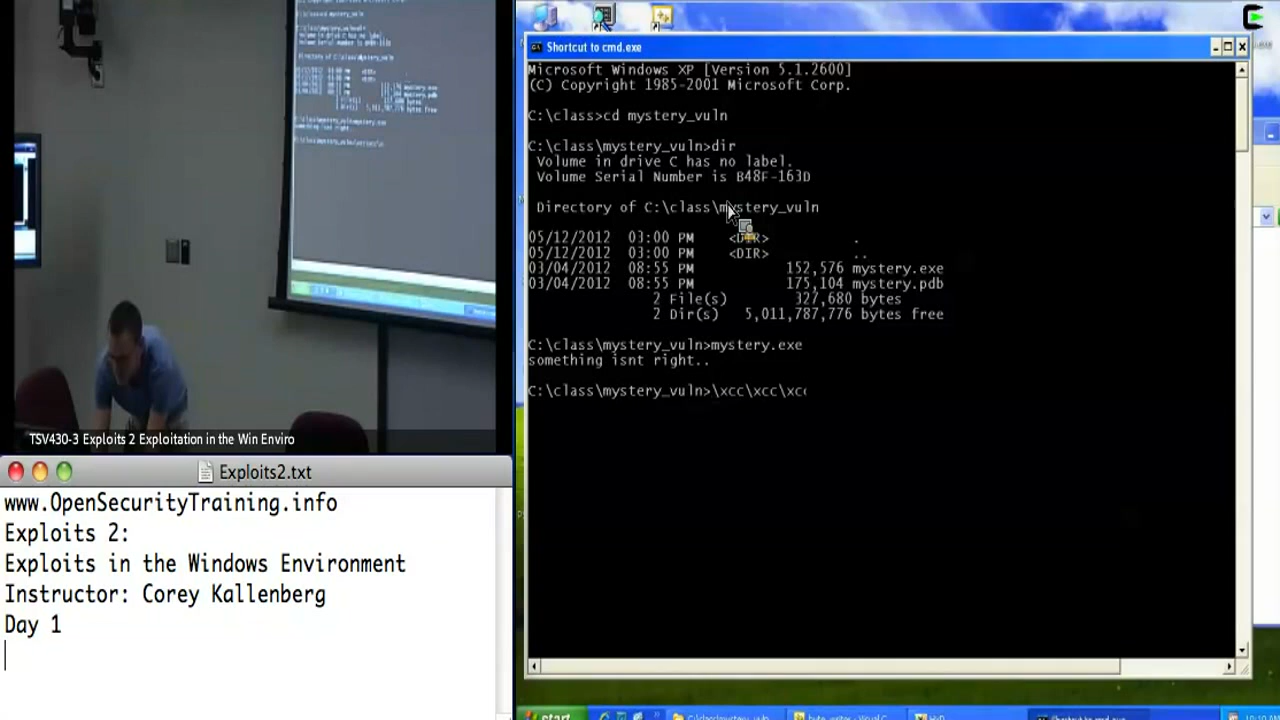 Shortcut to cmd.exe
Microsoft Windows XP [Version 5.1.2600]
(C) Copyright 1985-2001 Microsoft Corp.
C:\class>cd mystery_vuln
C:\class\mystery_vuln>dir
Volume in drive C has no label.
Volume Serial Number is B48F-163D
Directory of C:\class\mystery_vuln
05/12/2012 03:00 PM <DIR> .
05/12/2012 03:00 PM <DIR> ..
03/04/2012 08:55 PM 152,576 mystery.exe
03/04/2012 08:55 PM 175,104 mystery.pdb
2 File(s) 327,680 bytes
2 Dir(s) 5,011,787,776 bytes free
C:\class\mystery_vuln>mystery.exe
something isnt right..
C:\class\mystery_vuln>\xcc\xcc\xcc
TSV430-3 Exploits 2 Exploitation in the Win Enviro
Exploits2.txt
www.OpenSecurityTraining.info
Exploits 2:
Exploits in the Windows Environment
Instructor: Corey Kallenberg
Day 1